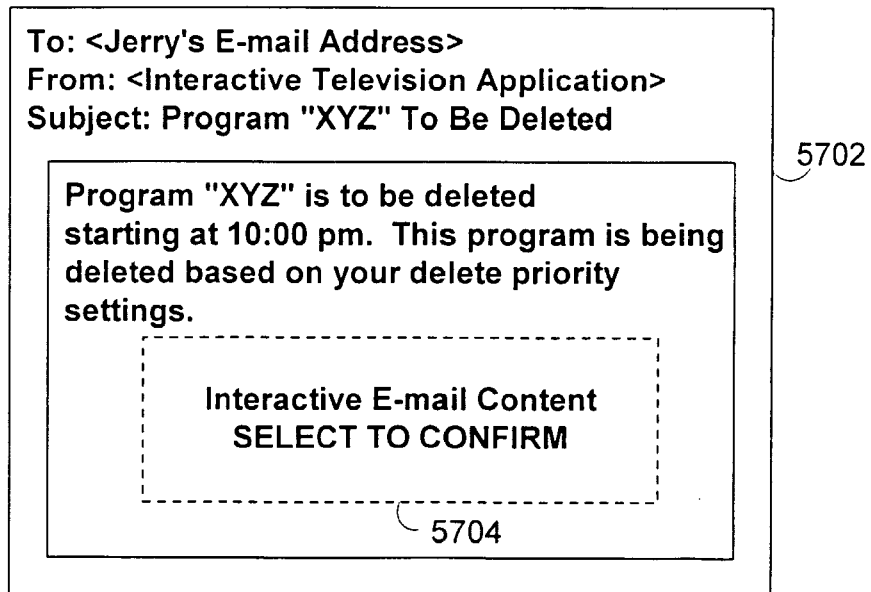 To: <Jerry's E-mail Address>
From: <Interactive Television Application>
Subject: Program "XYZ" To Be Deleted
5702
Program "XYZ" is to be deleted
starting at 10:00 pm. This program is being
deleted based on your delete priority
settings.
Interactive E-mail Content
SELECT TO CONFIRM
5704